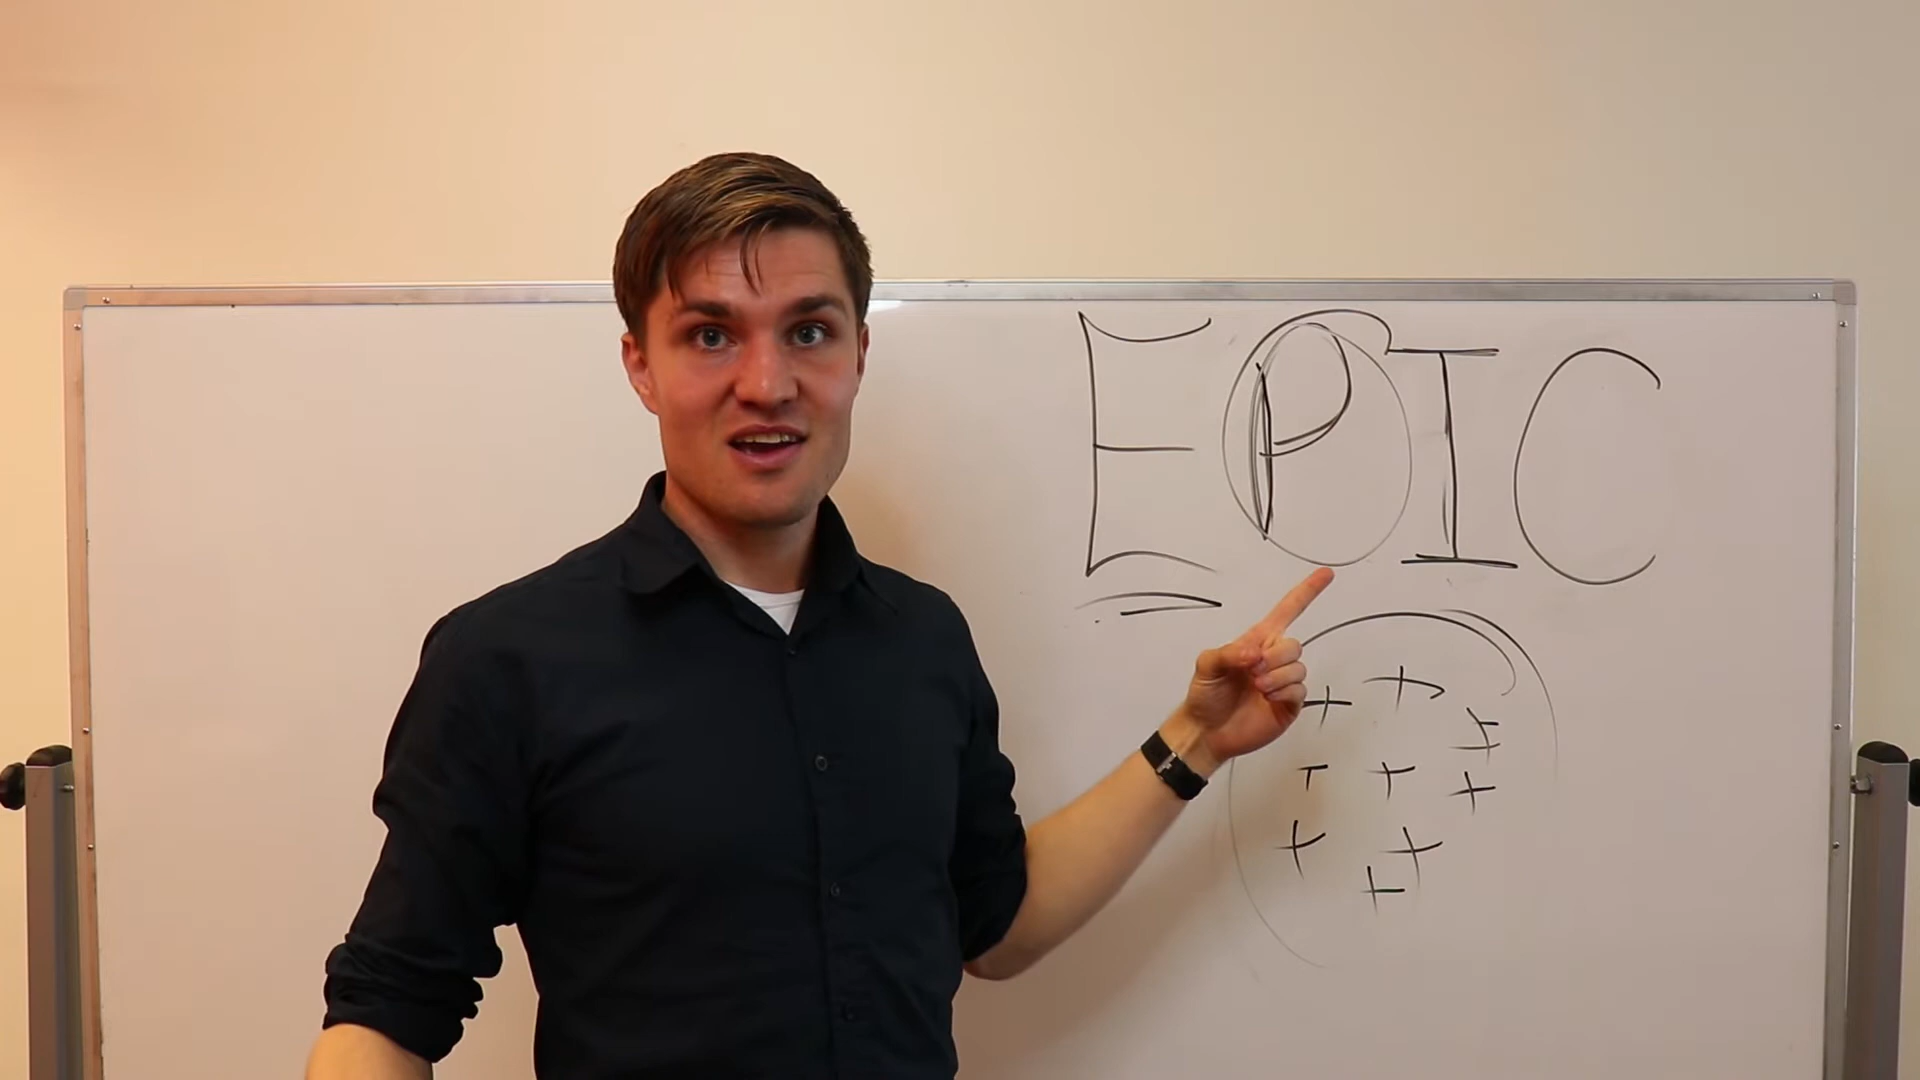 EPIC
+ +
+
+ + +
+ +
+